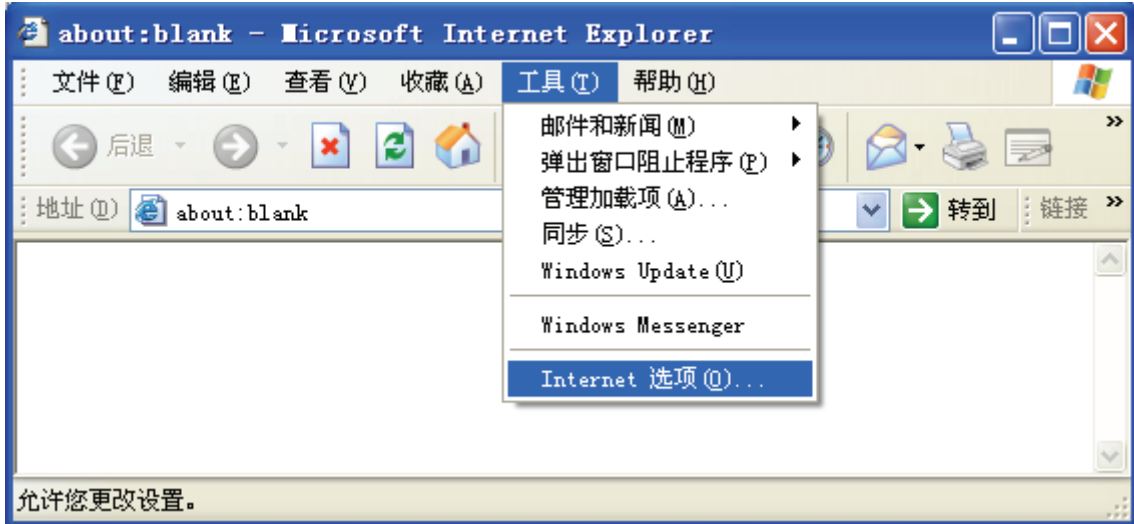 about:blank - Microsoft Internet Explorer
文件(F) 编辑(E) 查看(V) 收藏(A) 工具(T) 帮助(H)
后退
地址(D) about:blank 转到 链接
邮件和新闻(M)
弹出窗口阻止程序(P)
管理加载项(A)...
同步(S)...
Windows Update(U)
Windows Messenger
Internet 选项(O)...
允许您更改设置。